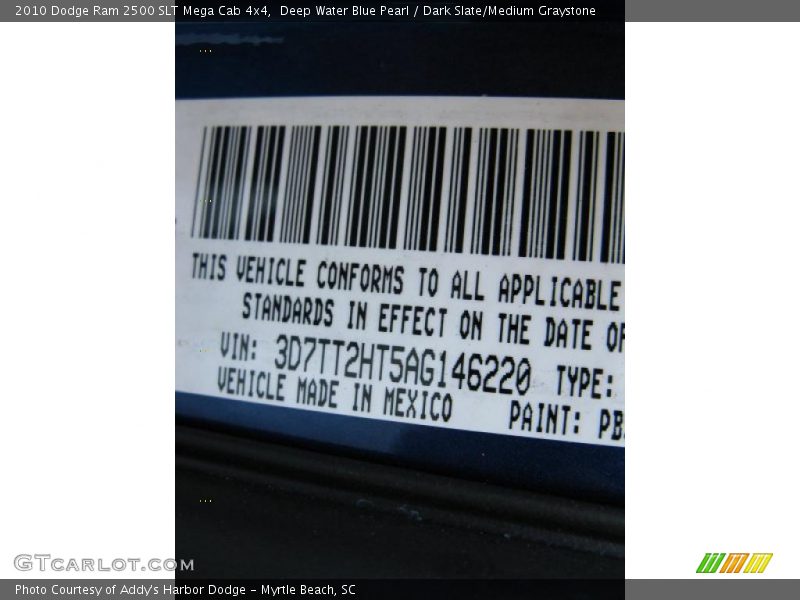 2010 Dodge Ram 2500 SLT Mega Cab 4x4,  Deep Water Blue Pearl / Dark Slate/Medium Graystone
THIS VEHICLE CONFORMS TO ALL APPLICABLE
STANDARDS IN EFFECT ON THE DATE OF
VIN: 3D7TT2HT5AG146220 TYPE:
VEHICLE MADE IN MEXICO PAINT: PB
GTCARLOT.COM
Photo Courtesy of Addy's Harbor Dodge - Myrtle Beach, SC